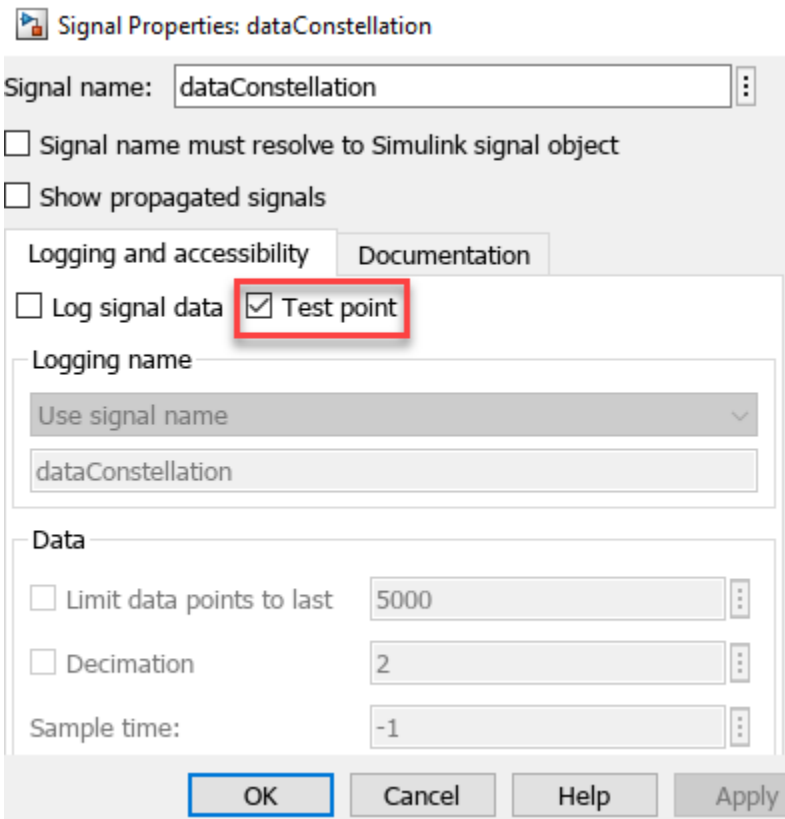 Signal Properties: dataConstellation
Signal name: dataConstellation
Signal name must resolve to Simulink signal object
Show propagated signals
Logging and accessibility Documentation
Log signal data Test point
Logging name
Use signal name
dataConstellation
Data
Limit data points to last 5000
Decimation 2
Sample time: -1
OK Cancel Help Apply